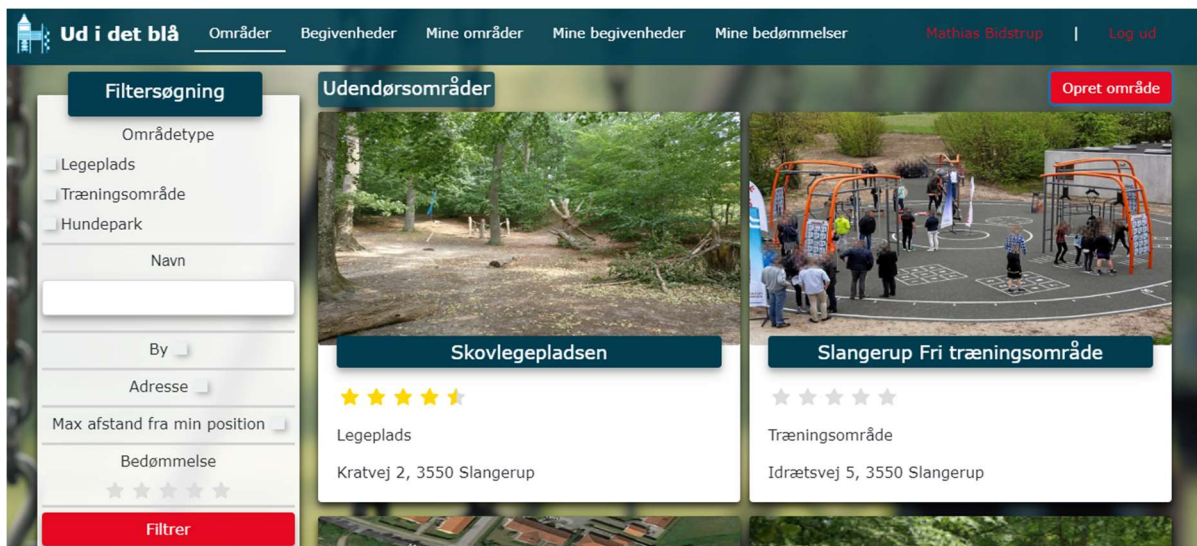 Ud i det blå
Områder
Begivenheder
Mine områder
Mine begivenheder
Mine bedømmelser
Mathias Bidstrup
|
Log ud
Filtersøgning
Områdetype
Legeplads
Træningsområde
Hundepark
Navn
By
Adresse
Max afstand fra min position
Bedømmelse
Filtrer
Udendørsområder
Opret område
Skovlegepladsen
Legeplads
Kratvej 2, 3550 Slangerup
Slangerup Fri træningsområde
Træningsområde
Idrætsvej 5, 3550 Slangerup